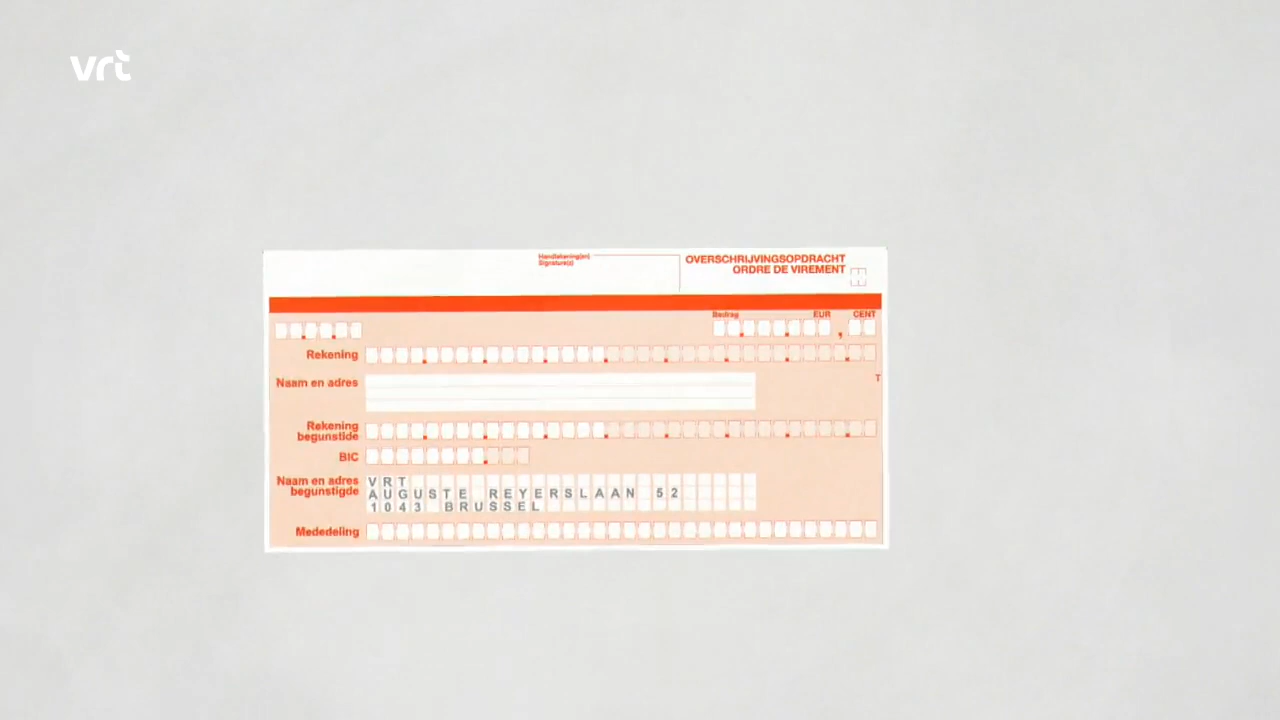 vrt
Handtekening(en)
Signature(s)
OVERSCHRIJVINGSOPDRACHT
ORDRE DE VIREMENT
Bedrag EUR CENT
Rekening
Naam en adres
T
Rekening
begunstide
BIC
Naam en adres
begunstigde
VRT
AUGUSTE REYERSLAAN 52
1043 BRUSSEL
Mededeling